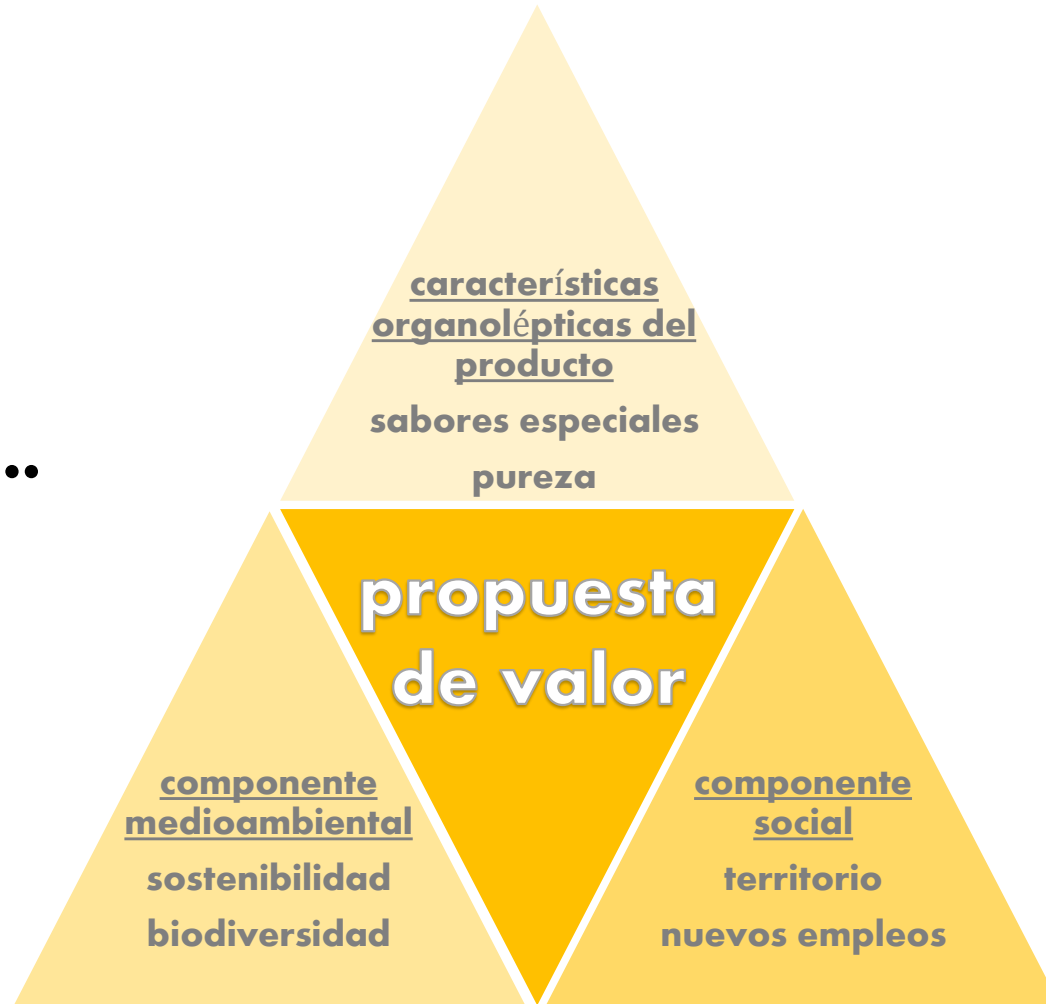 características
organolépticas del
producto
sabores especiales
pureza
propuesta
de valor
componente
medioambiental
sostenibilidad
biodiversidad
componente
social
territorio
nuevos empleos